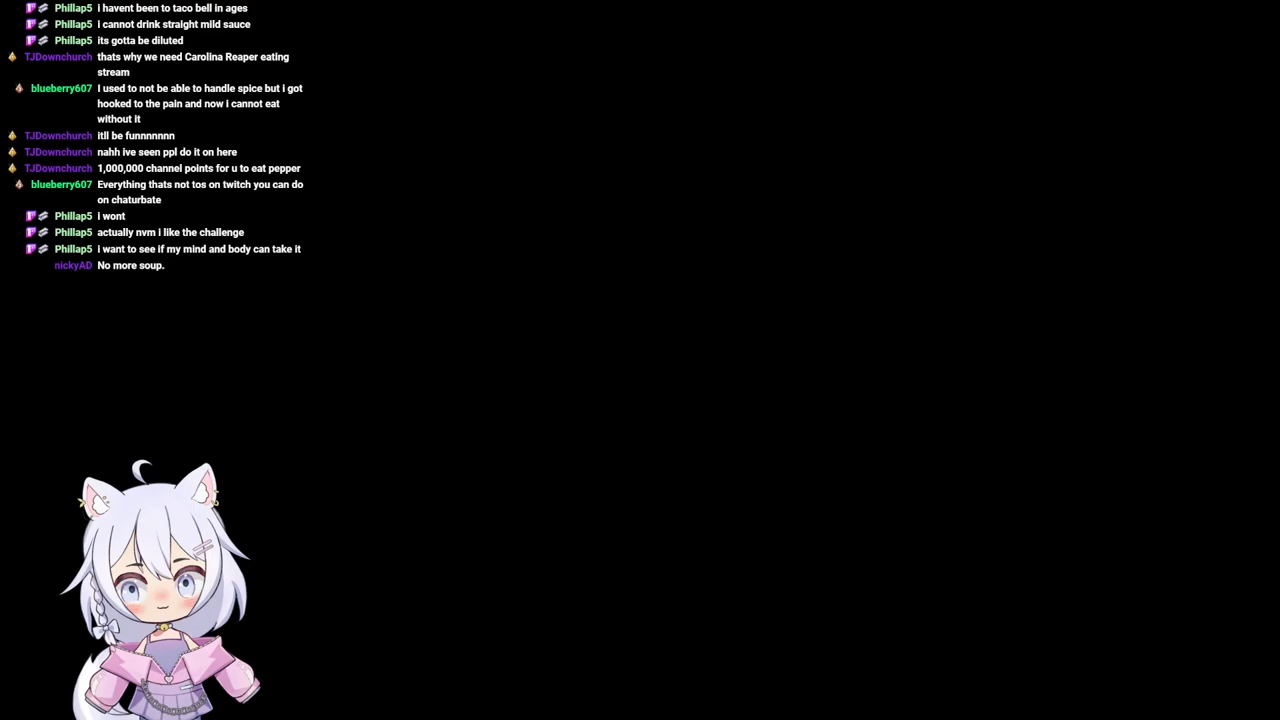 Phillap5 i havent been to taco bell in ages
Phillap5 i cannot drink straight mild sauce
Phillap5 its gotta be diluted
TJDownchurch thats why we need Carolina Reaper eating
stream
blueberry607 I used to not be able to handle spice but i got
hooked to the pain and now i cannot eat
without it
TJDownchurch itll be funnnnnnn
TJDownchurch nahh ive seen ppl do it on here
TJDownchurch 1,000,000 channel points for u to eat pepper
blueberry607 Everything thats not tos on twitch you can do
on chaturbate
Phillap5 i wont
Phillap5 actually nvm i like the challenge
Phillap5 i want to see if my mind and body can take it
nickyAD No more soup.